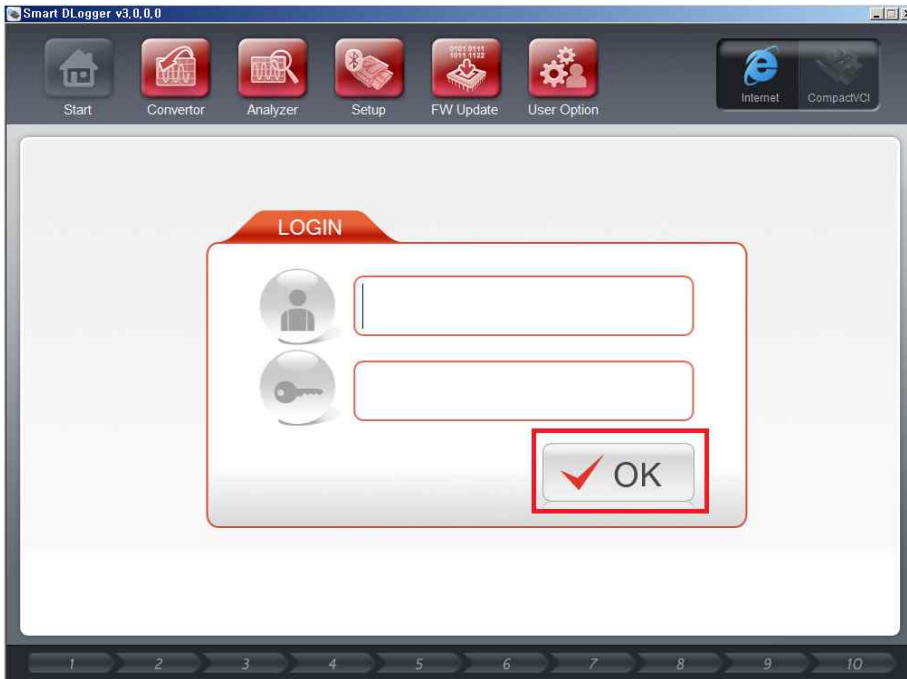 Smart DLogger v3,0,0,0
Start Convertor Analyzer Setup FW Update User Option Internet CompactVCI
LOGIN
OK
1 2 3 4 5 6 7 8 9 10